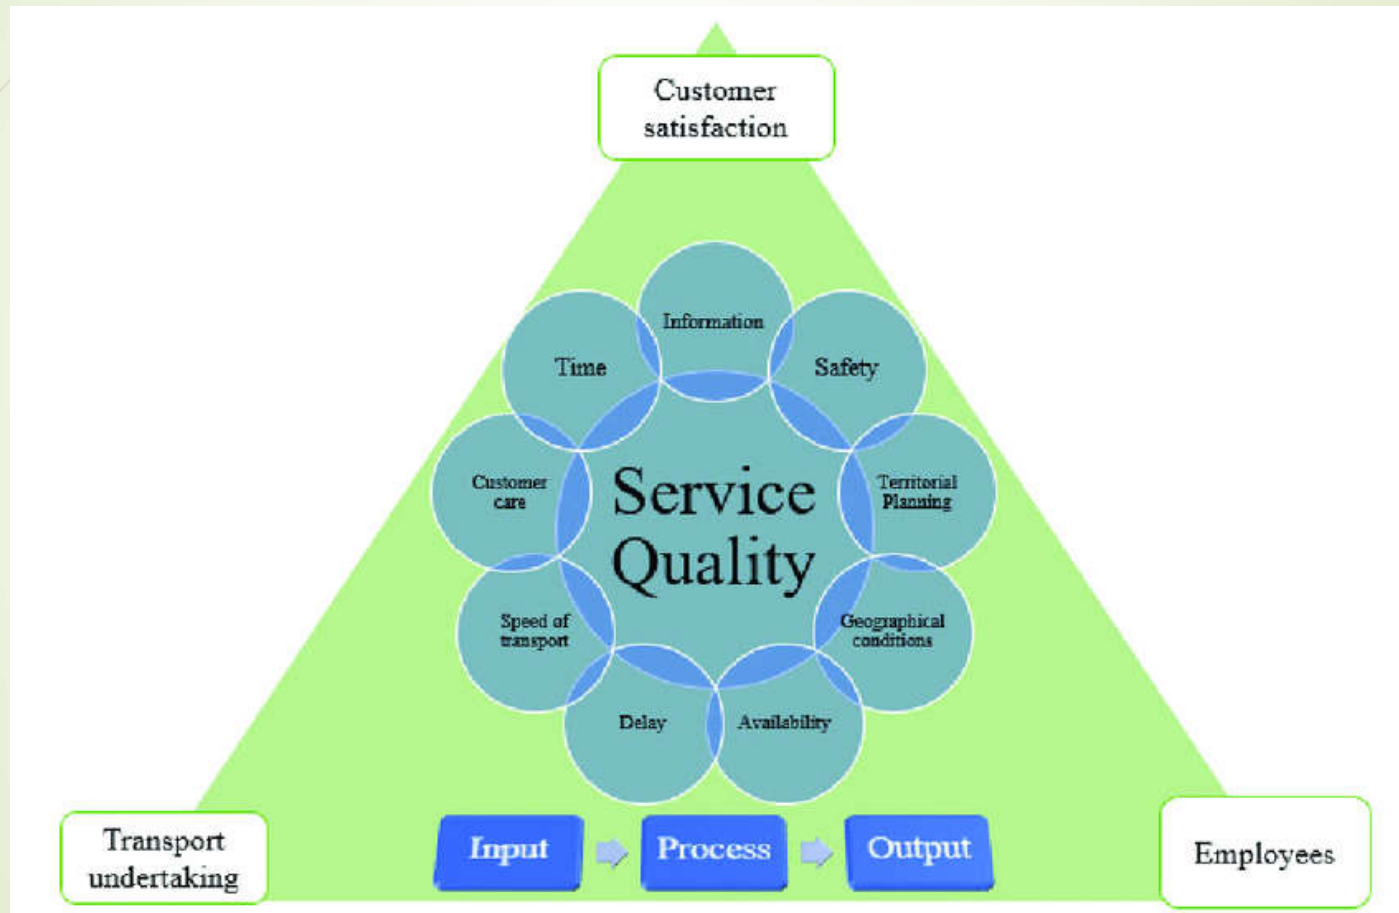 Customer
satisfaction
Information
Time
Safety
Customer
care
Territorial
Planning
Service
Quality
Speed of
transport
Geographical
conditions
Delay
Availability
Transport
undertaking
Input
Process
Output
Employees